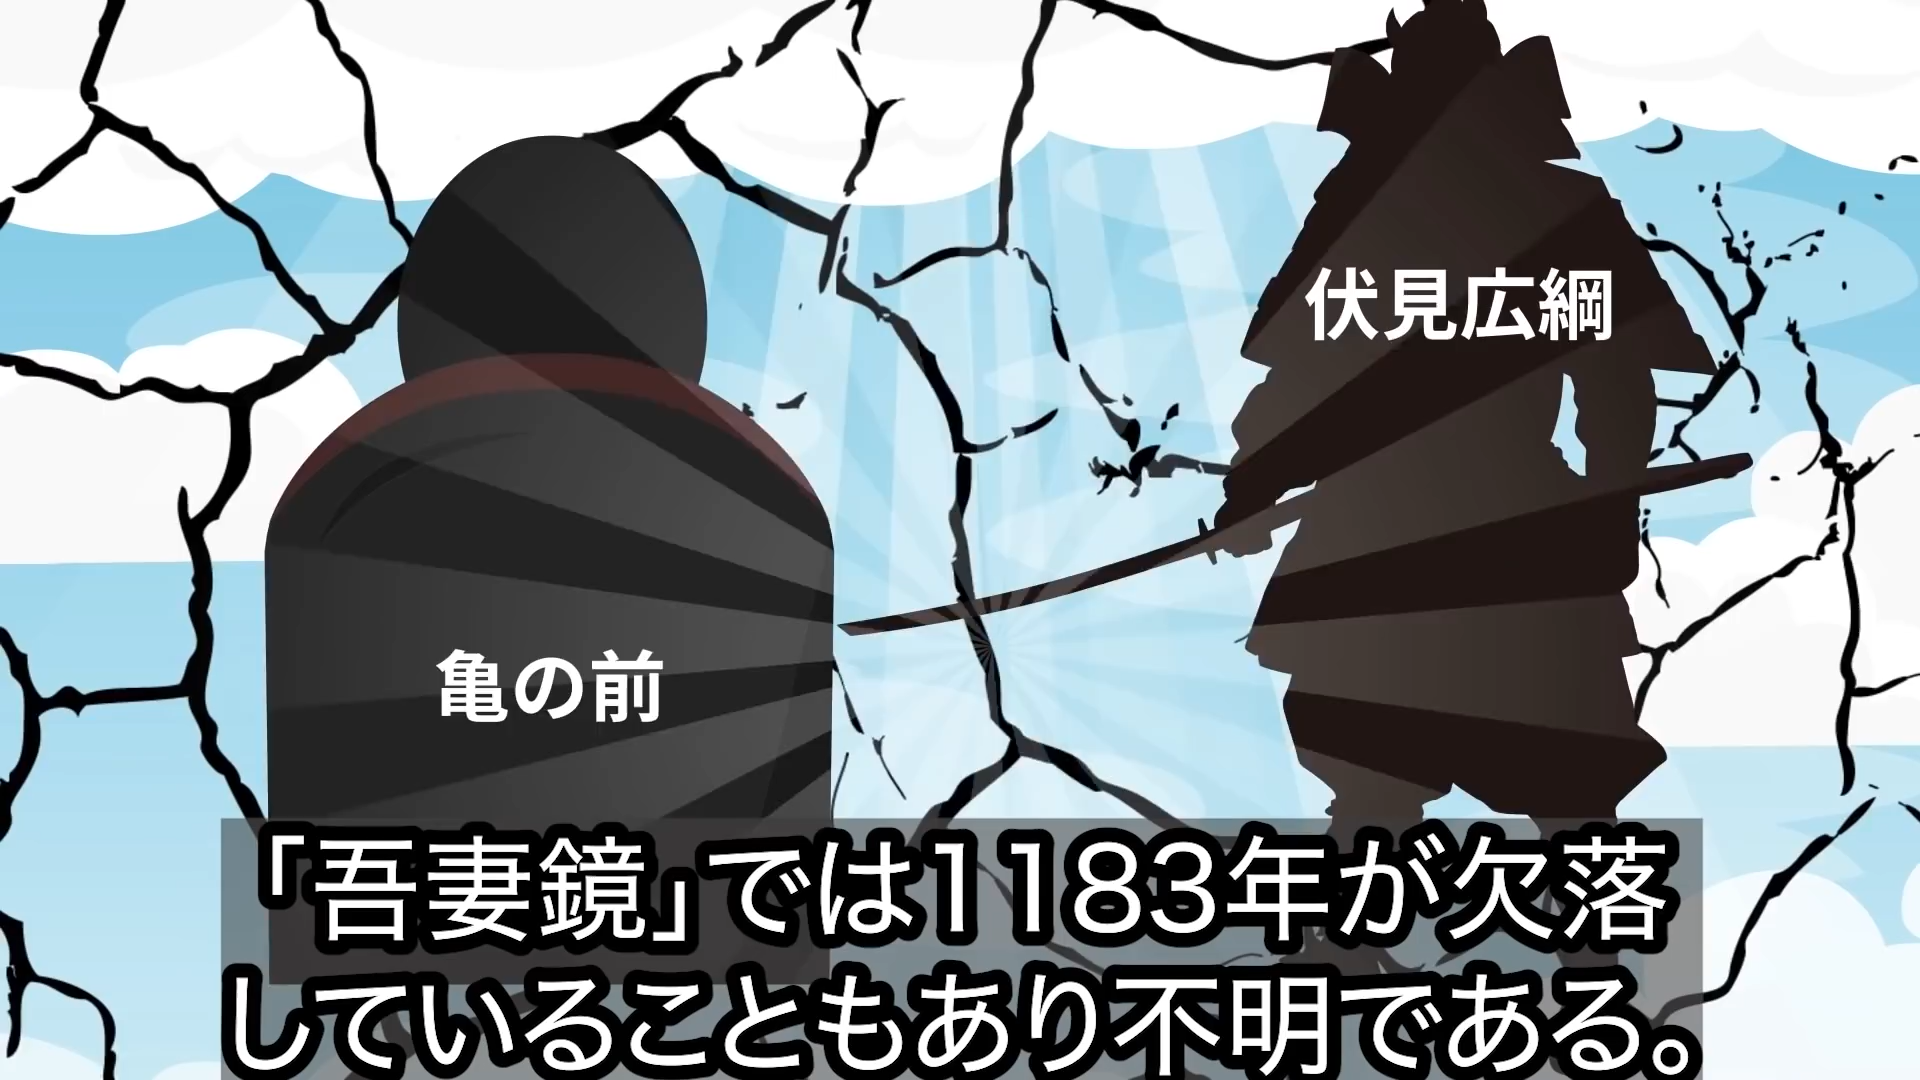 伏見広綱
亀の前
「吾妻鏡」では1183年が欠落
していることもあり不明である。